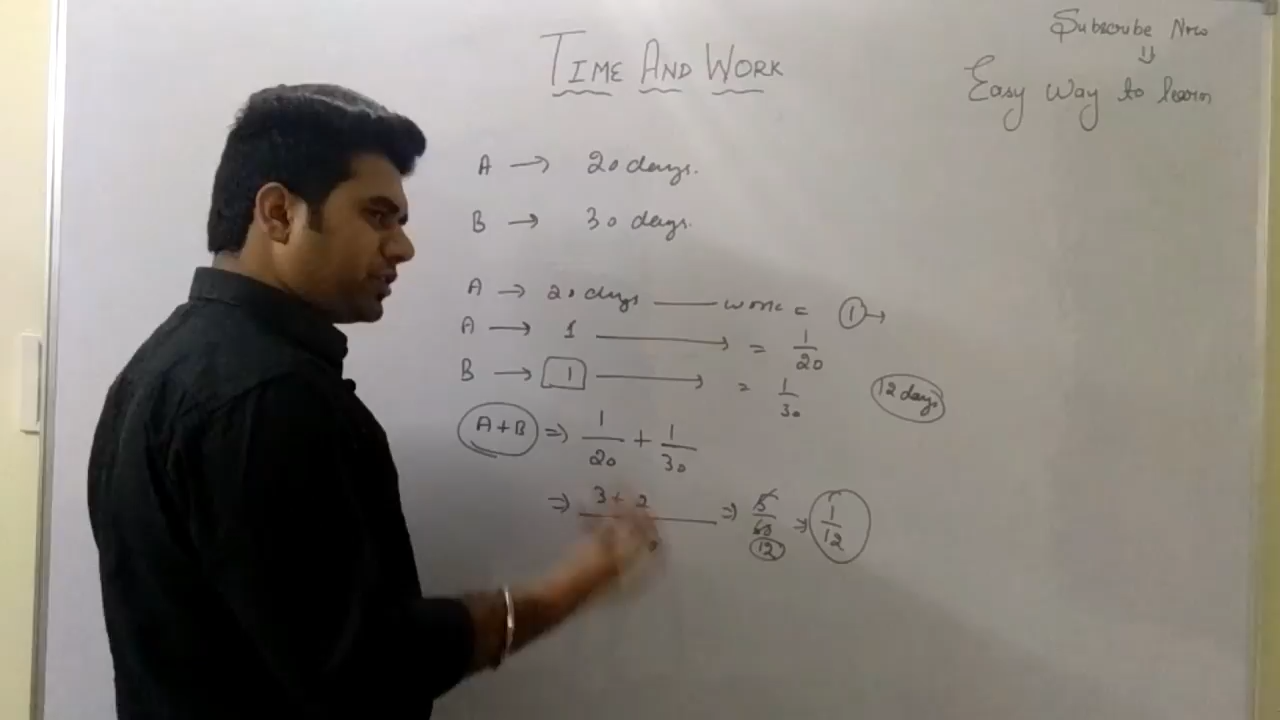 Subscribe Now
⇓
Easy Way to learn
TIME AND WORK
A → 20 days.
B → 30 days.
A → 20 days —— work = 1 →
A → 1 → = 1/20
B → 1 → = 1/30
12 days
A+B ⇒ 1/20 + 1/30
⇒ 3+2 ⇒ 5/60 12 ⇒ 1/12